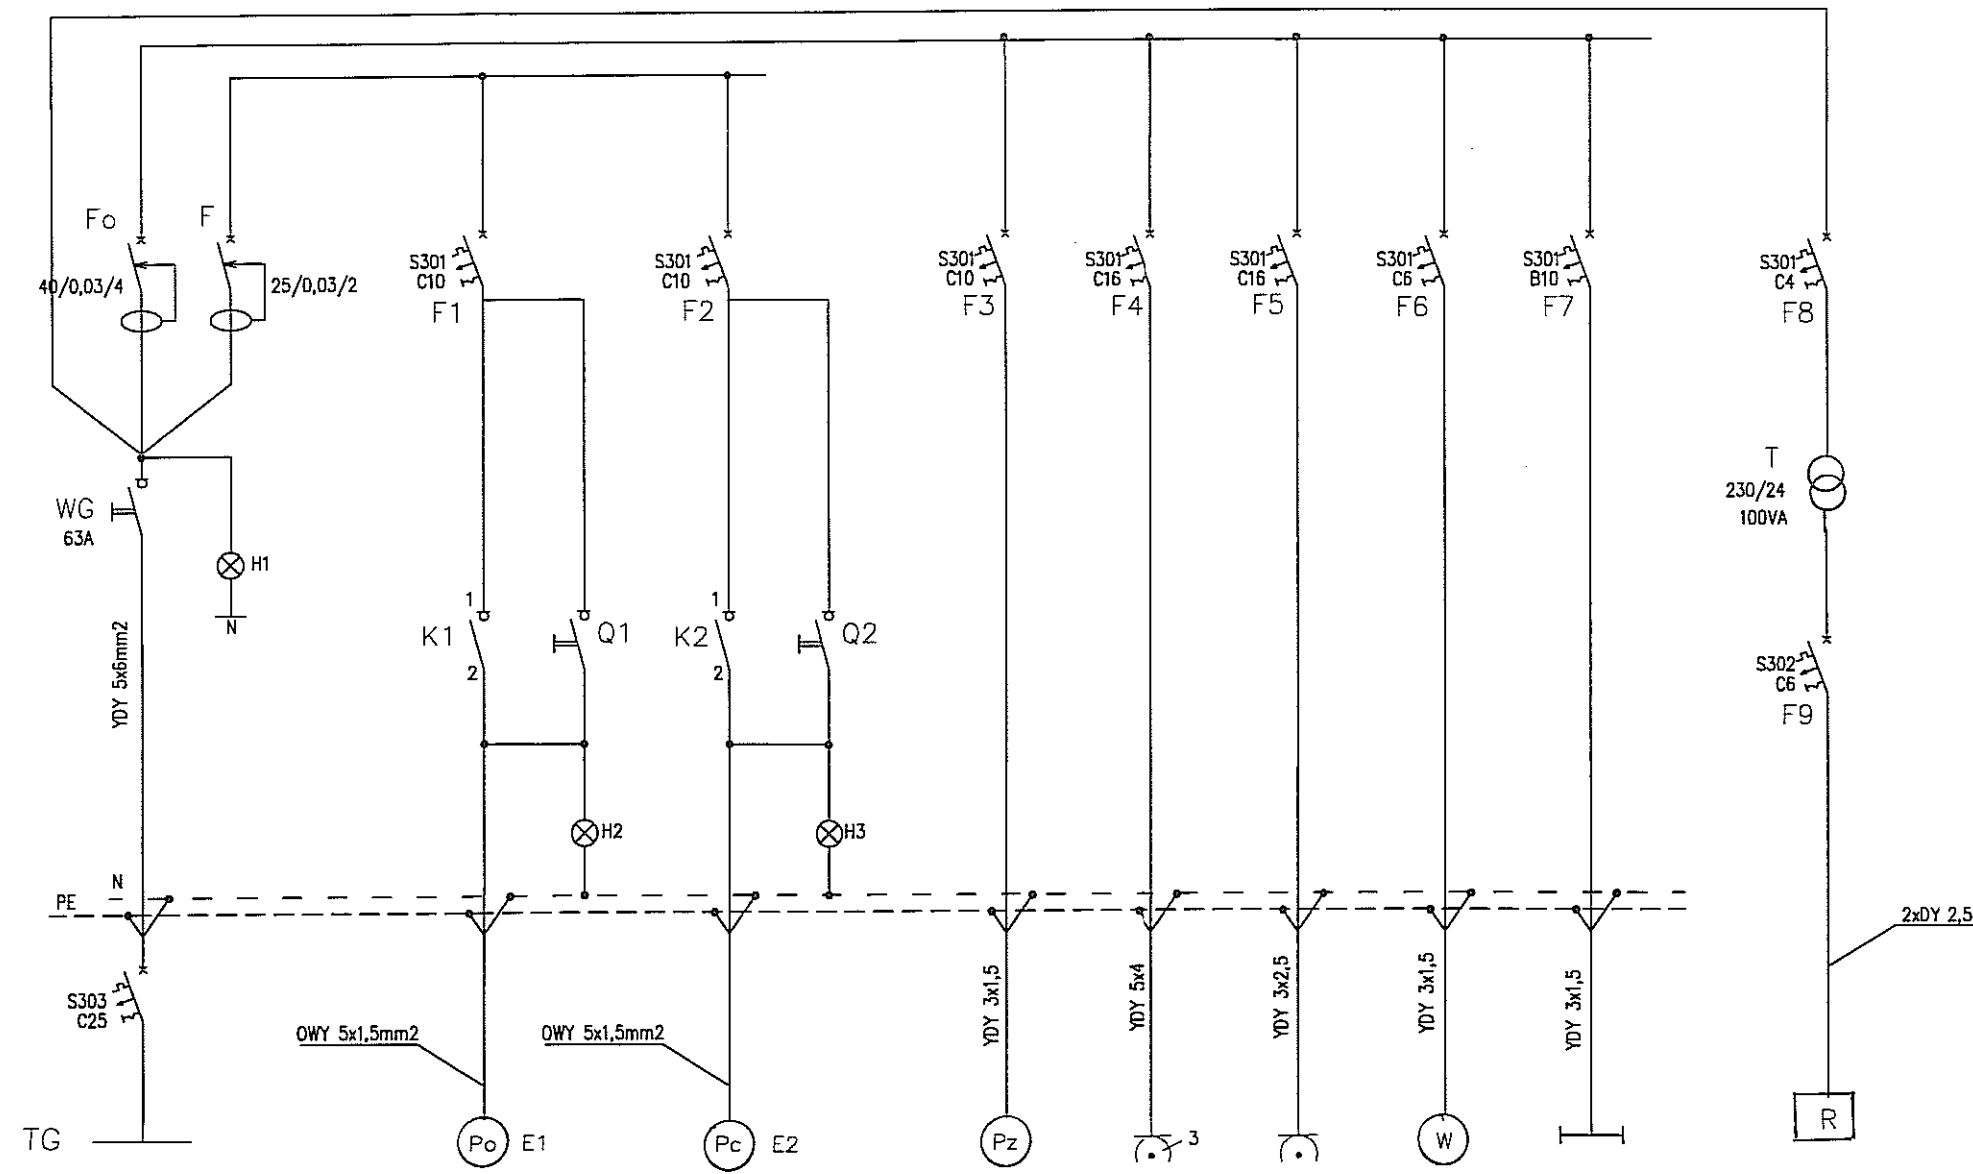 Fo
F
40/0,03/4
25/0,03/2
S301
C10
F1
S301
C10
F2
S301
C10
F3
S301
C16
F4
S301
C16
F5
S301
C6
F6
S301
B10
F7
S301
C4
F8
T
230/24
100VA
WG
63A
H1
N
YDY 5x6mm2
1
K1
2
Q1
1
K2
2
Q2
S302
C6
F9
H2
H3
N
PE
2xDY 2,5
S303
C25
OWY 5x1,5mm2
OWY 5x1,5mm2
YDY 3x1,5
YDY 5x4
YDY 3x2,5
YDY 3x1,5
YDY 3x1,5
TG
Po
E1
Pc
E2
Pz
3
W
R